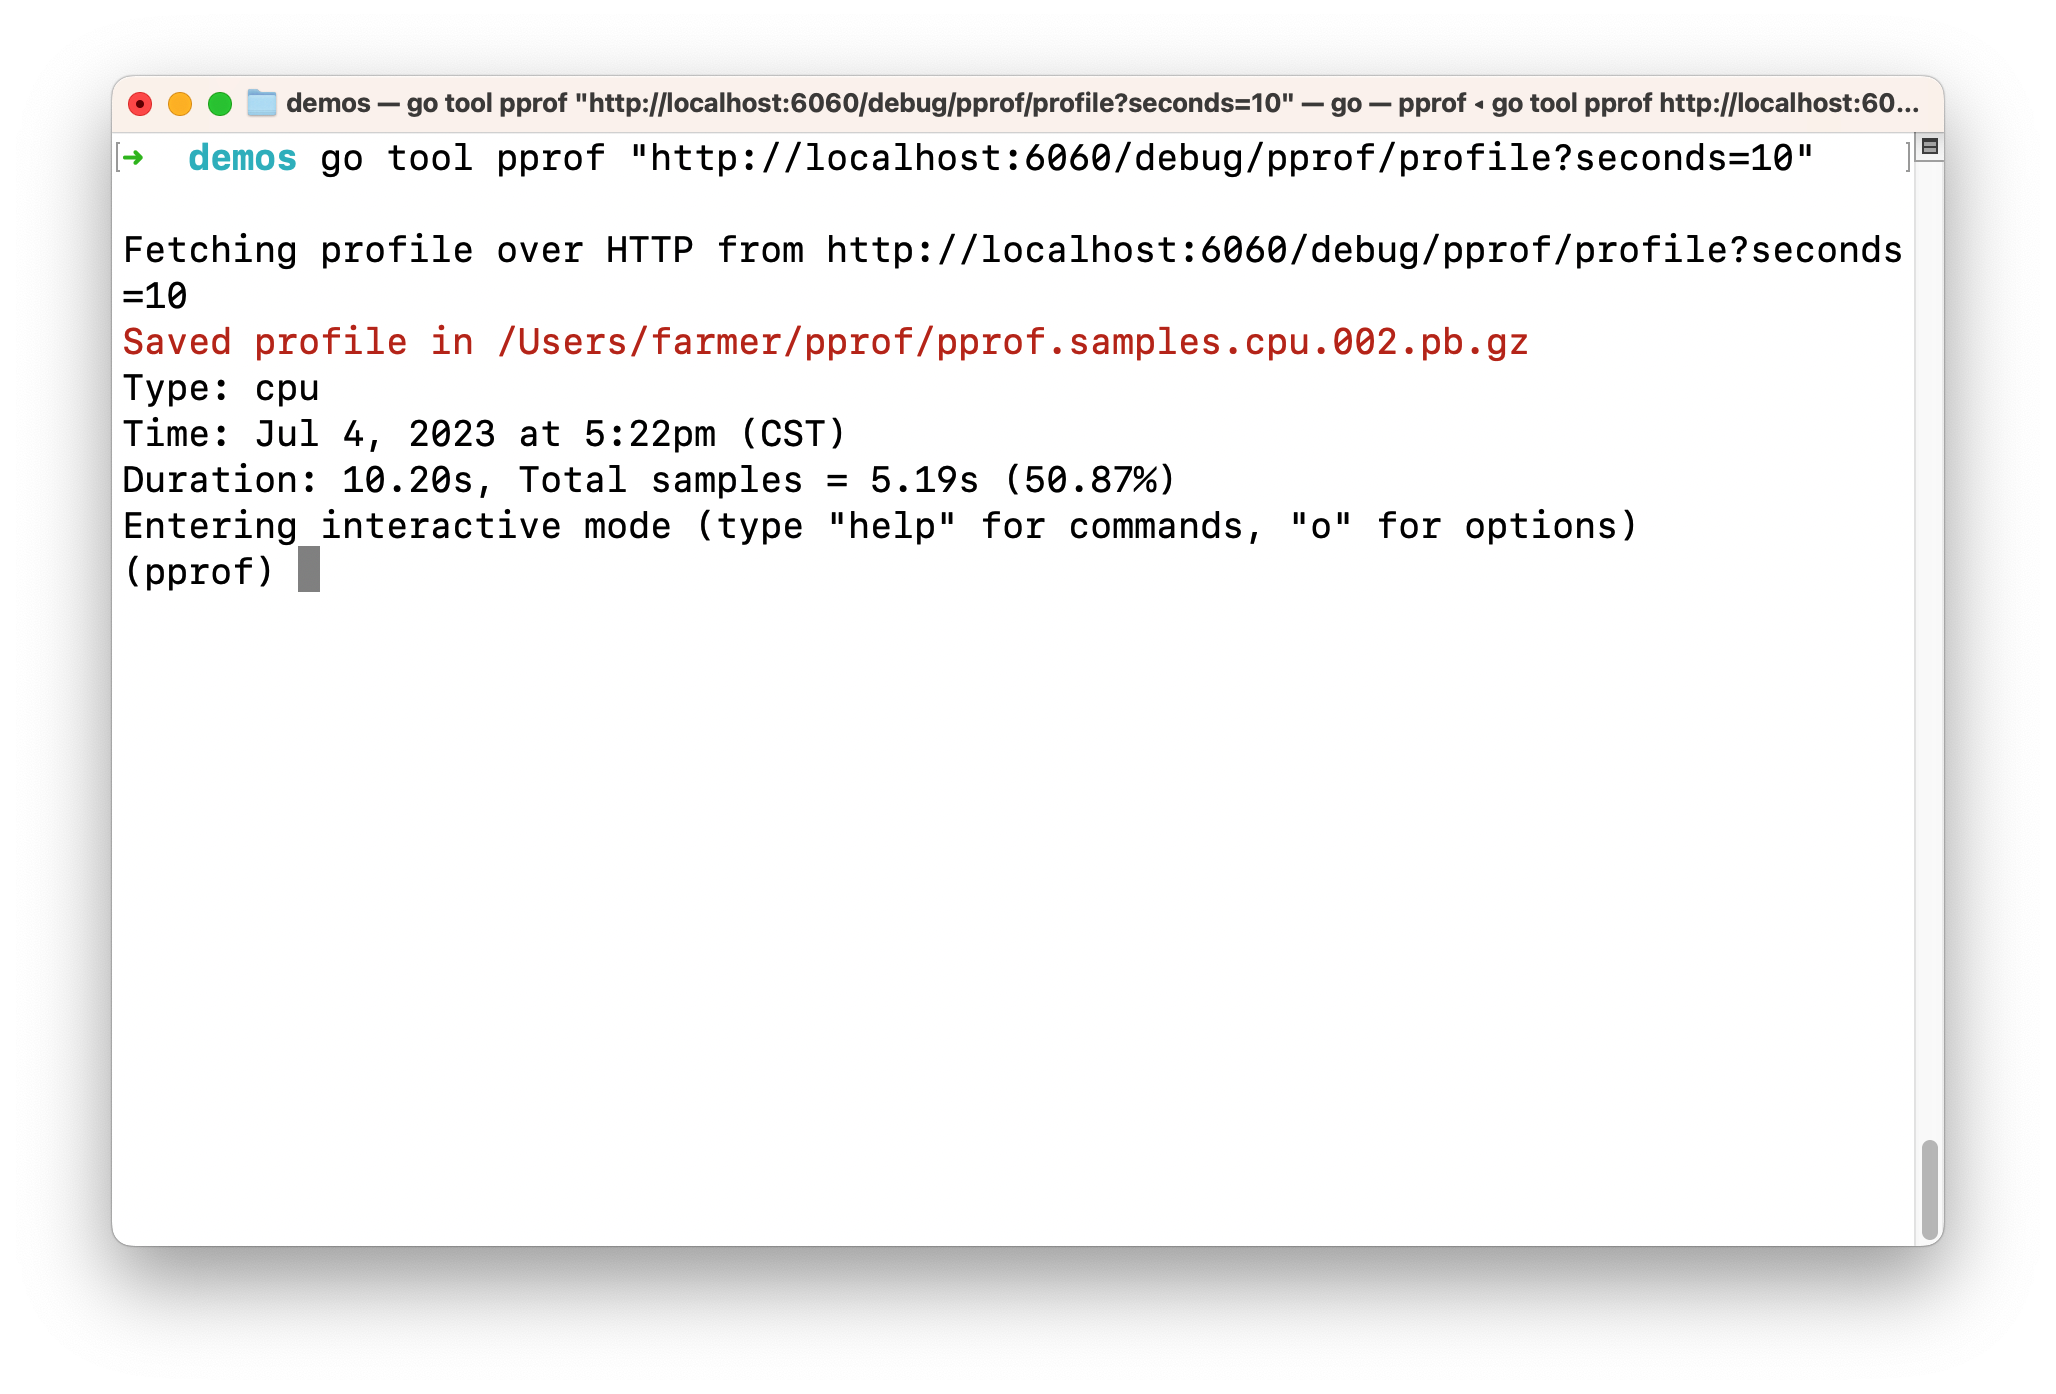 demos — go tool pprof "http://localhost:6060/debug/pprof/profile?seconds=10" — go — pprof ◂ go tool pprof http://localhost:60...
➜  demos go tool pprof "http://localhost:6060/debug/pprof/profile?seconds=10"
Fetching profile over HTTP from http://localhost:6060/debug/pprof/profile?seconds
=10
Saved profile in /Users/farmer/pprof/pprof.samples.cpu.002.pb.gz
Type: cpu
Time: Jul 4, 2023 at 5:22pm (CST)
Duration: 10.20s, Total samples = 5.19s (50.87%)
Entering interactive mode (type "help" for commands, "o" for options)
(pprof)